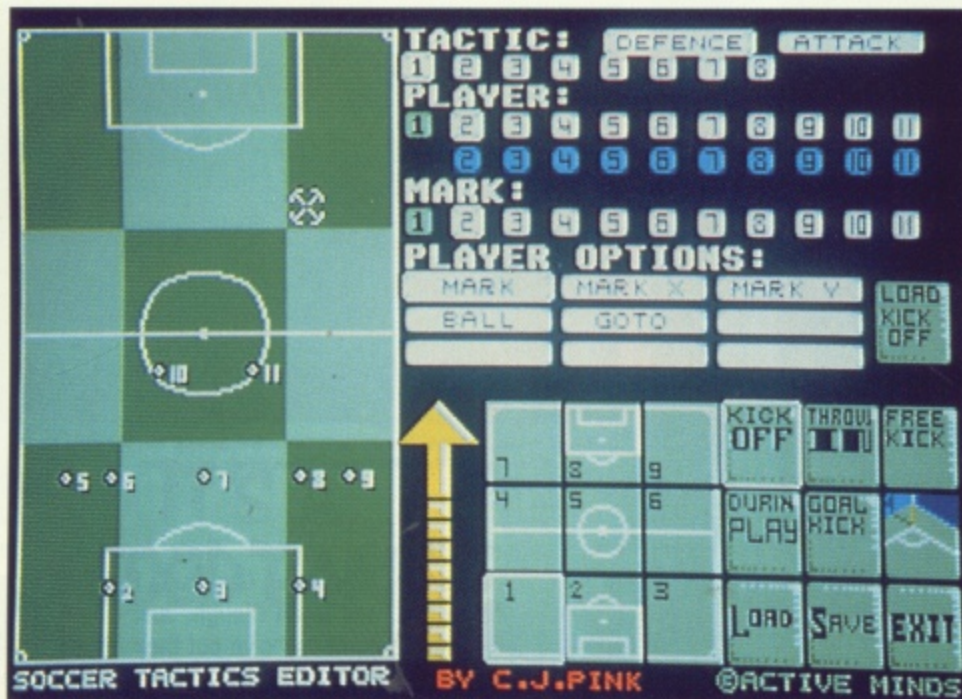 TACTIC: DEFENCE ATTACK
1 2 3 4 5 6 7 8
PLAYER:
1 2 3 4 5 6 7 8 9 10 11
2 3 4 5 6 7 8 9 10 11
MARK:
1 2 3 4 5 6 7 8 9 10 11
PLAYER OPTIONS:
MARK MARK X MARK Y
BALL GOTO
LOAD
KICK
OFF
10 11
5 6 7 8 9
2 3 4
7 8 9
4 5 6
1 2 3
KICK
OFF
THROW
IN
FREE
KICK
DURIN
PLAY
GOAL
KICK
LOAD
SAVE
EXIT
SOCCER TACTICS EDITOR BY C.J.PINK ©ACTIVE MINDS